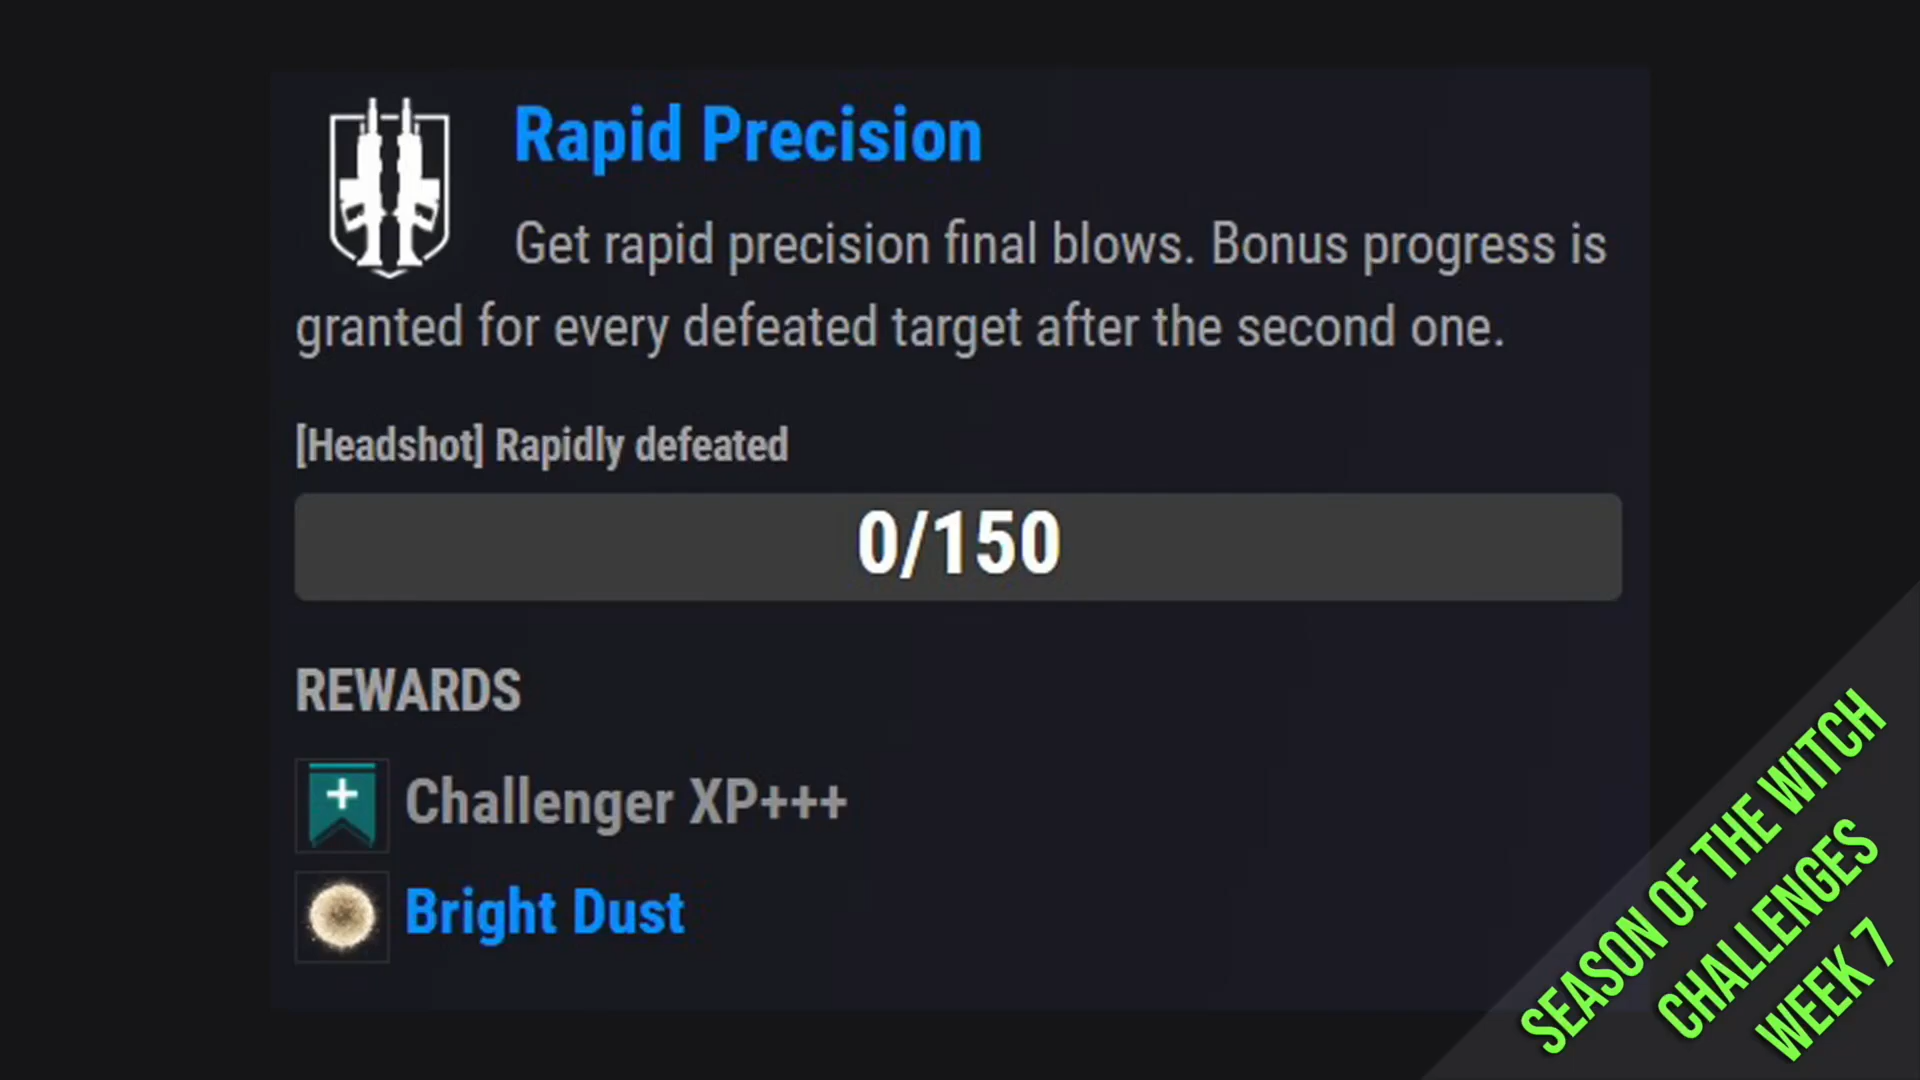 Rapid Precision
Get rapid precision final blows. Bonus progress is
granted for every defeated target after the second one.
[Headshot] Rapidly defeated
0/150
REWARDS
Challenger XP+++
Bright Dust
SEASON OF THE WITCH
CHALLENGES
WEEK 7